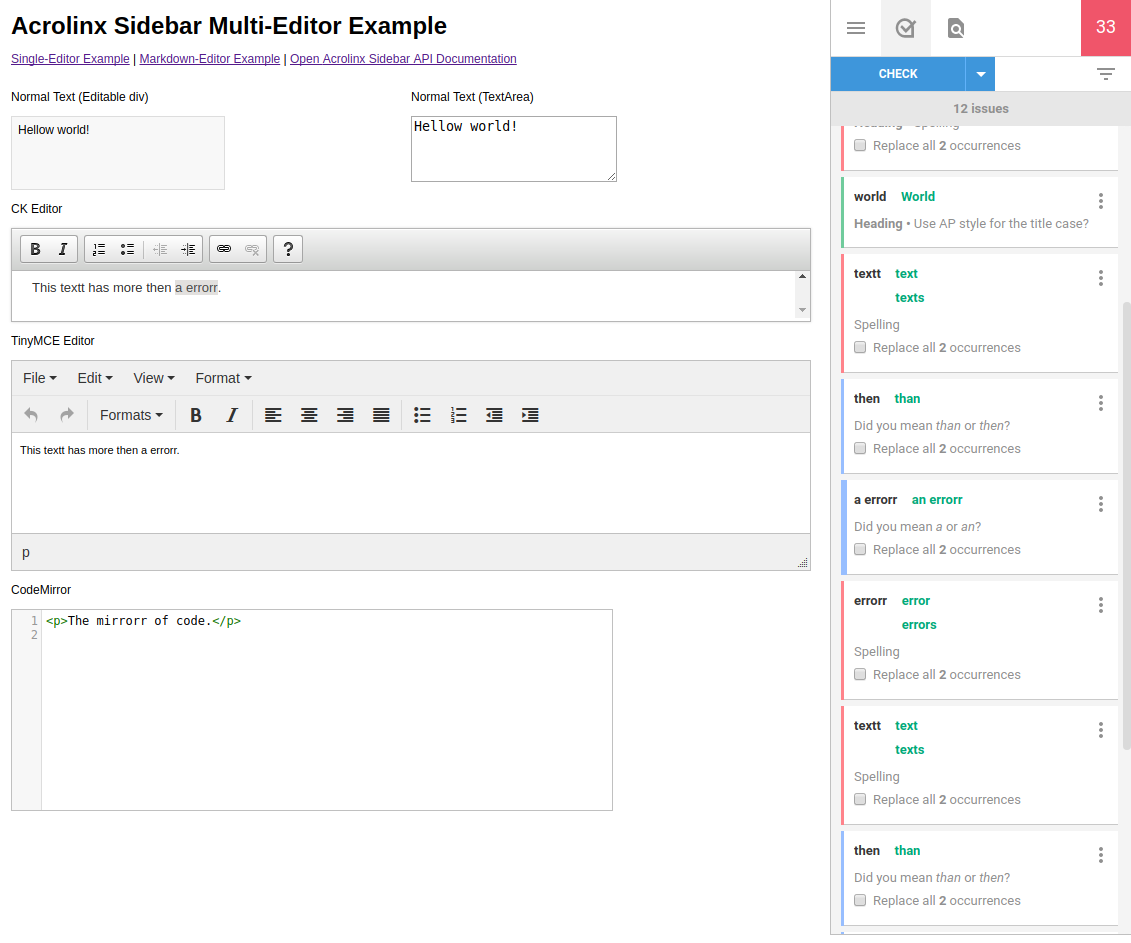 Acrolinx Sidebar Multi-Editor Example
Single-Editor Example | Markdown-Editor Example | Open Acrolinx Sidebar API Documentation
Normal Text (Editable div)
Hellow world!
Normal Text (TextArea)
Hellow world!
CK Editor
B I ?
This textt has more then a errorr.
TinyMCE Editor
File Edit View Format
Formats B I
This textt has more then a errorr.
p
CodeMirror
1 <p>The mirrorr of code.</p>
2
33
CHECK
12 issues
Heading • Spelling
Replace all 2 occurrences
world World
Heading • Use AP style for the title case?
textt text
texts
Spelling
Replace all 2 occurrences
then than
Did you mean than or then?
Replace all 2 occurrences
a errorr an errorr
Did you mean a or an?
Replace all 2 occurrences
errorr error
errors
Spelling
Replace all 2 occurrences
textt text
texts
Spelling
Replace all 2 occurrences
then than
Did you mean than or then?
Replace all 2 occurrences